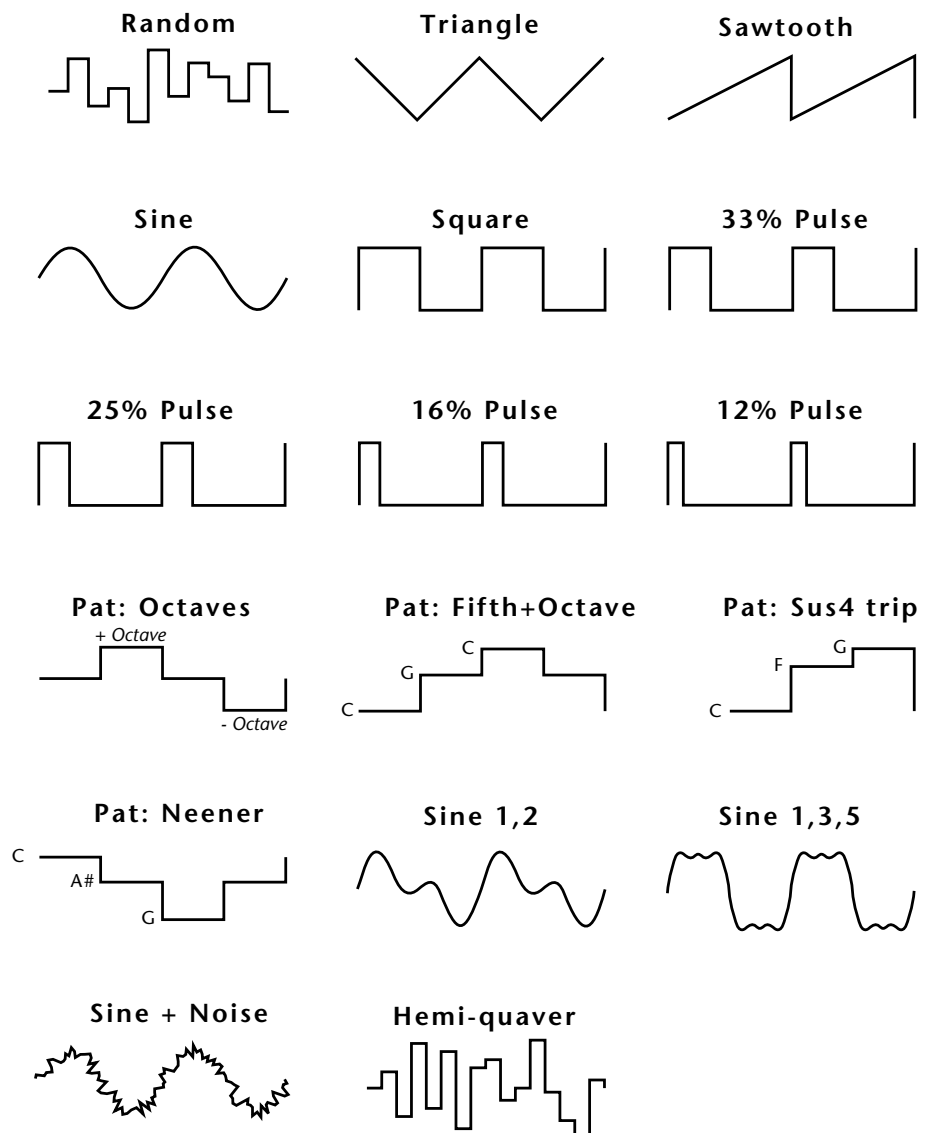 Random
Triangle
Sawtooth
Sine
Square
33% Pulse
25% Pulse
16% Pulse
12% Pulse
Pat: Octaves
+ Octave
- Octave
Pat: Fifth+Octave
C
G
C
Pat: Sus4 trip
G
F
C
Pat: Neener
C
A#
G
Sine 1,2
Sine 1,3,5
Sine + Noise
Hemi-quaver